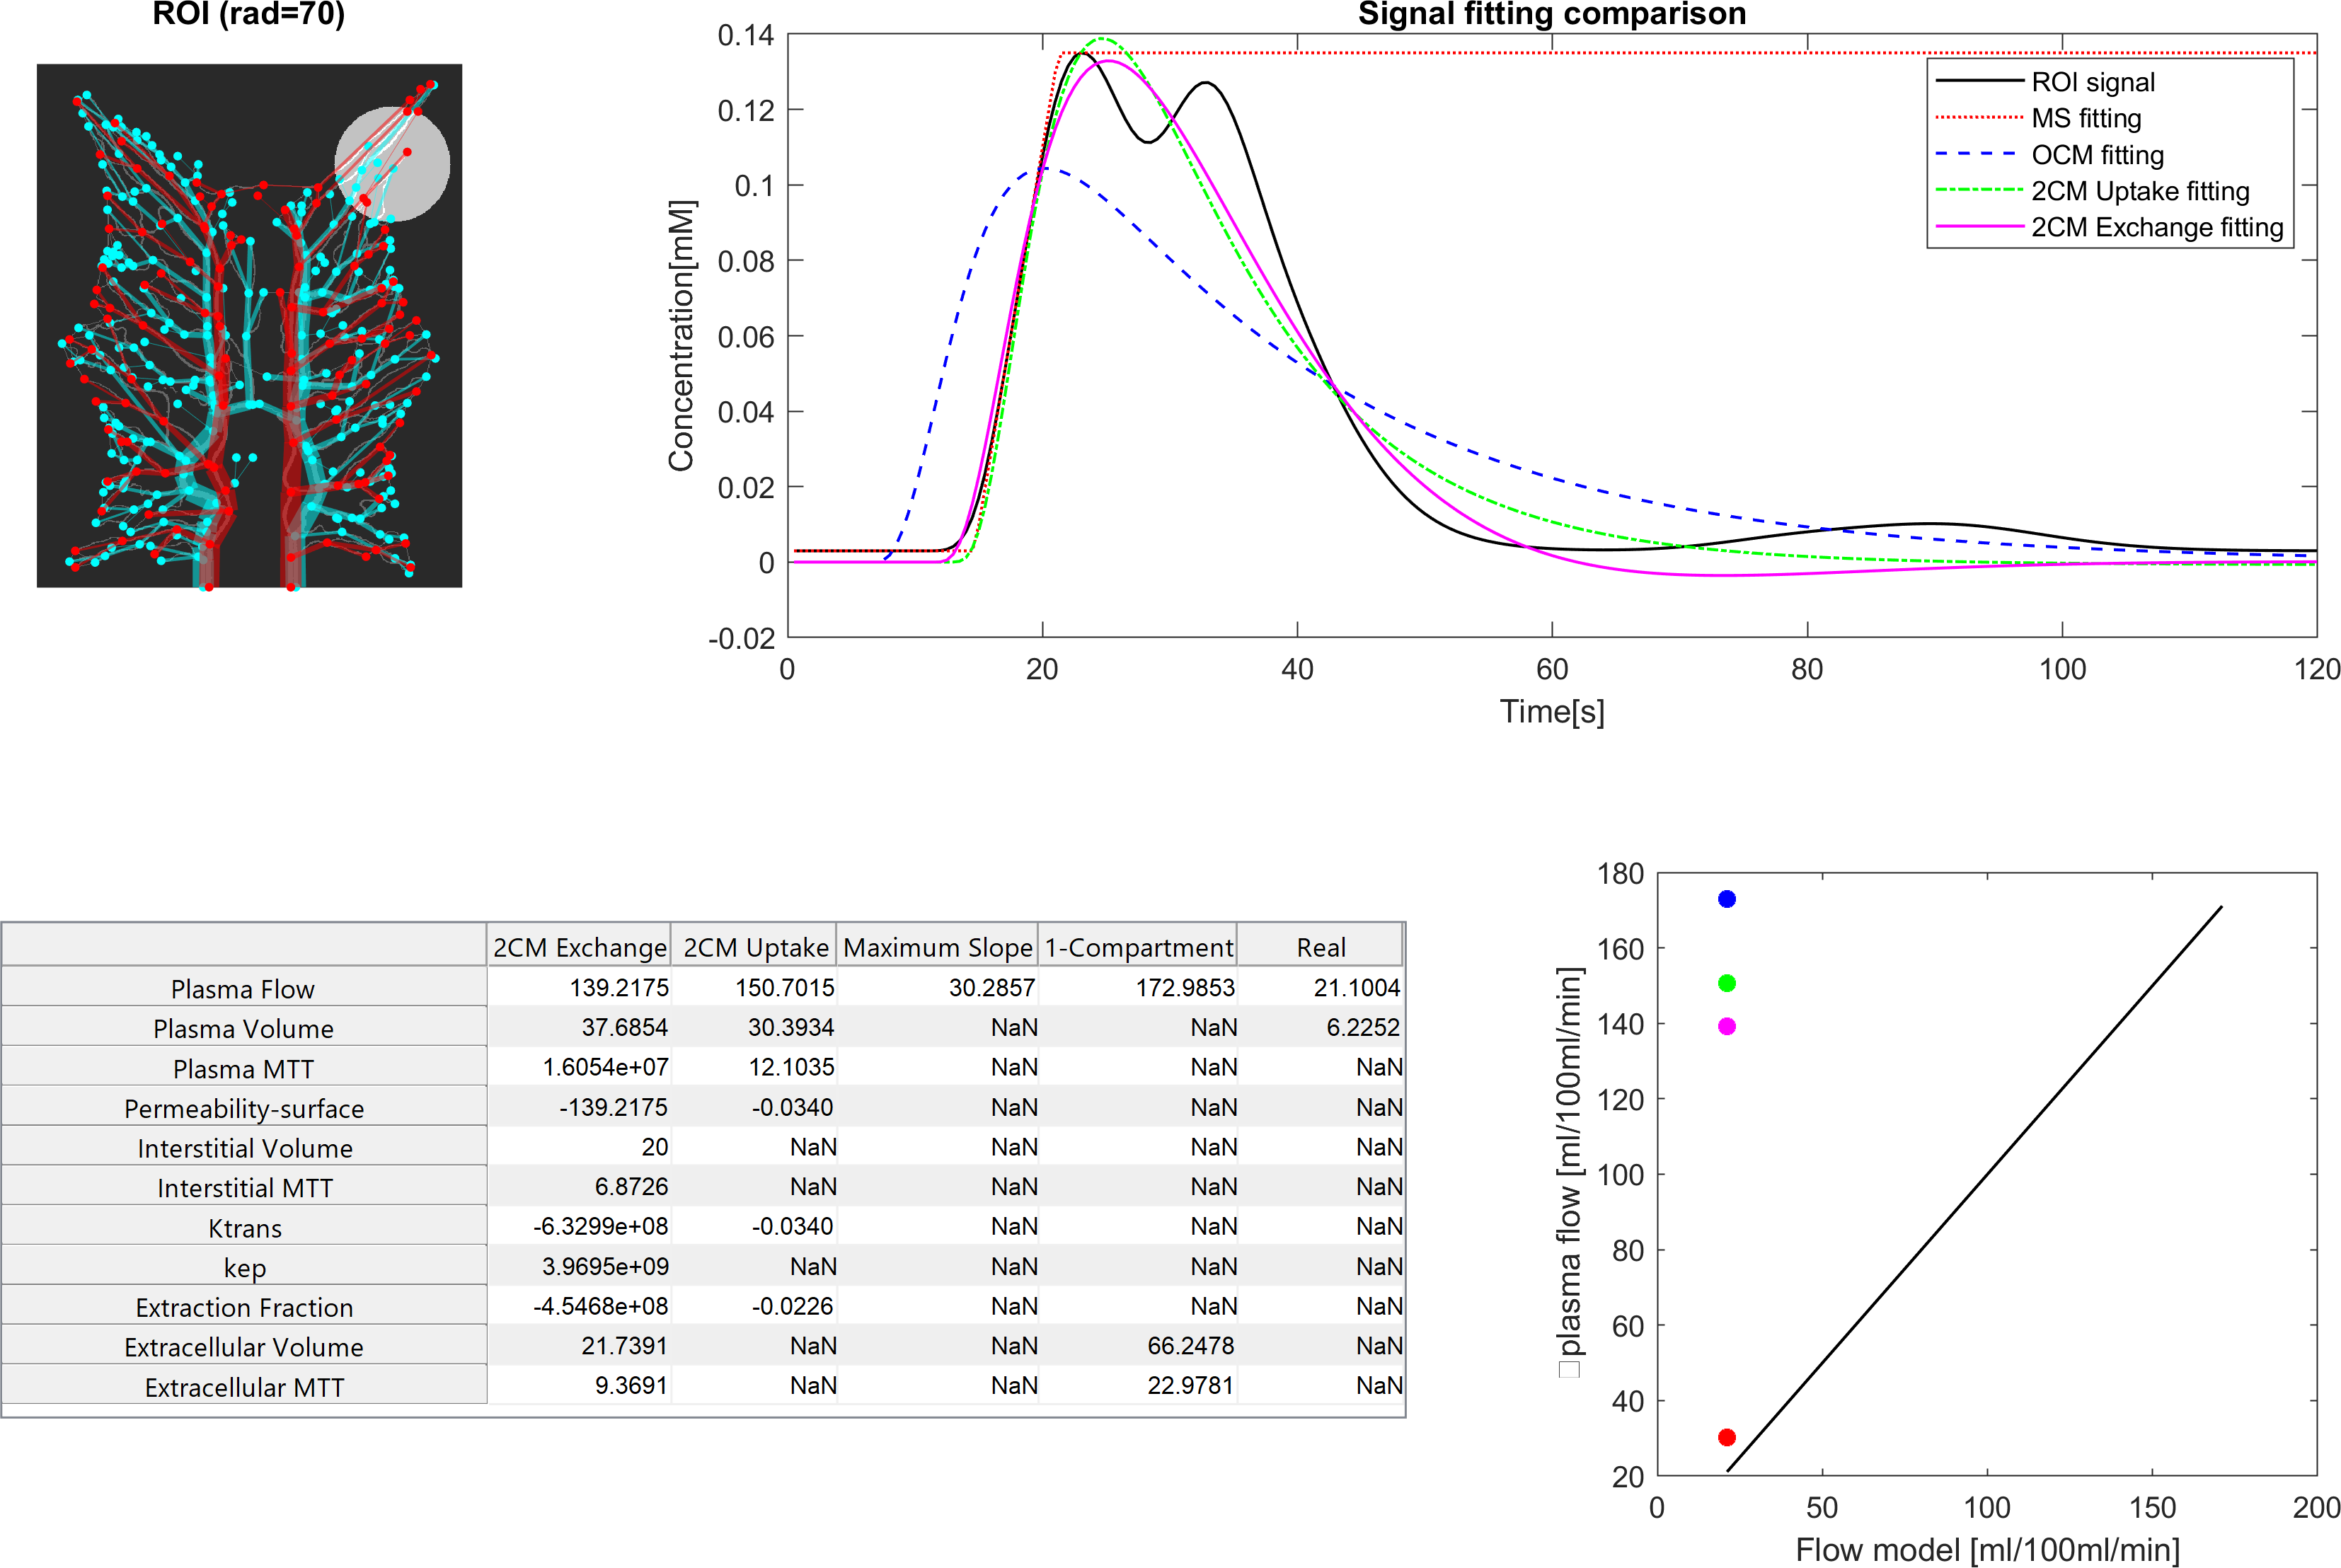 ROI (rad=70)
Signal fitting comparison
0.14
0.12
0.1
0.08
0.06
0.04
0.02
0
-0.02
Concentration[mM]
0 20 40 60 80 100 120
Time[s]
ROI signal
MS fitting
OCM fitting
2CM Uptake fitting
2CM Exchange fitting
2CM Exchange 2CM Uptake Maximum Slope 1-Compartment Real
Plasma Flow 139.2175 150.7015 30.2857 172.9853 21.1004
Plasma Volume 37.6854 30.3934 NaN NaN 6.2252
Plasma MTT 1.6054e+07 12.1035 NaN NaN NaN
Permeability-surface -139.2175 -0.0340 NaN NaN NaN
Interstitial Volume 20 NaN NaN NaN NaN
Interstitial MTT 6.8726 NaN NaN NaN NaN
Ktrans -6.3299e+08 -0.0340 NaN NaN NaN
kep 3.9695e+09 NaN NaN NaN NaN
Extraction Fraction -4.5468e+08 -0.0226 NaN NaN NaN
Extracellular Volume 21.7391 NaN NaN 66.2478 NaN
Extracellular MTT 9.3691 NaN NaN 22.9781 NaN
180
160
140
120
100
80
60
40
20
□plasma flow [ml/100ml/min]
0 50 100 150 200
Flow model [ml/100ml/min]